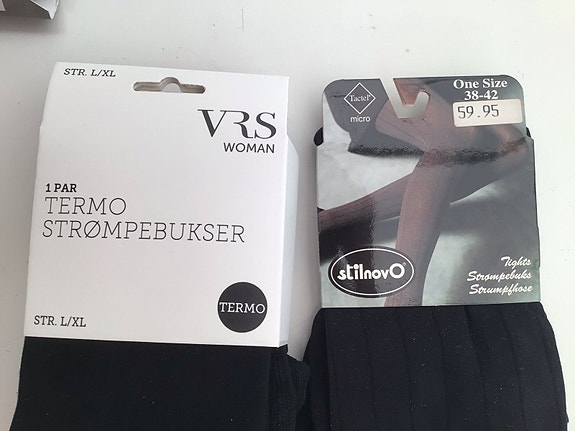 STR. L/XL
VRS
WOMAN
1 PAR
TERMO
STRØMPEBUKSER
TERMO
STR. L/XL
Tactel®
micro
One Size
38-42
59.95
stilnovO
Tights
Strømpebuks
Strumpfhose